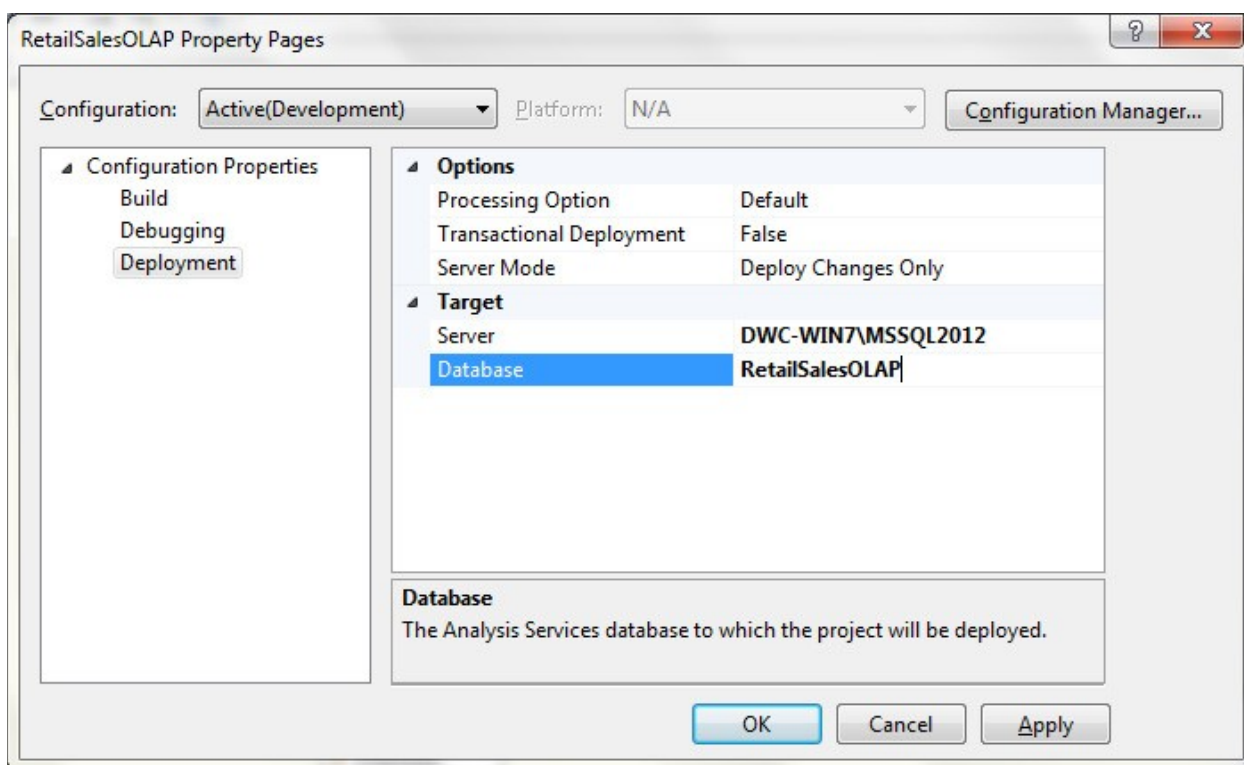 RetailSalesOLAP Property Pages
Configuration: Active(Development) Platform: N/A Configuration Manager...
Configuration Properties
Build
Debugging
Deployment
Options
Processing Option Default
Transactional Deployment False
Server Mode Deploy Changes Only
Target
Server DWC-WIN7\MSSQL2012
Database RetailSalesOLAP
Database
The Analysis Services database to which the project will be deployed.
OK Cancel Apply